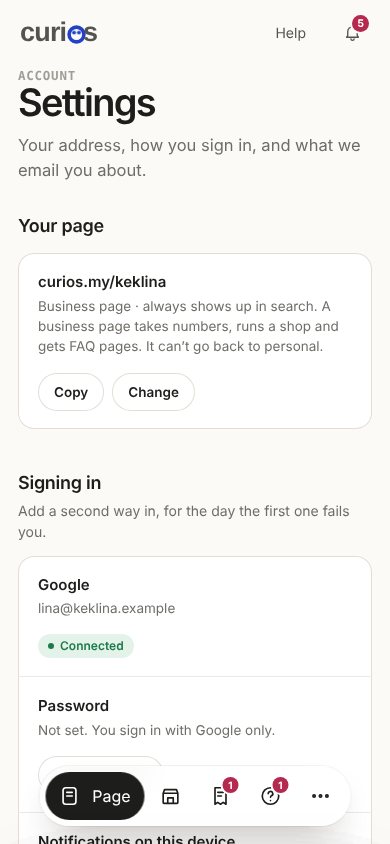 curios
Help
5
ACCOUNT
Settings
Your address, how you sign in, and what we
email you about.
Your page
curios.my/keklina
Business page · always shows up in search. A
business page takes numbers, runs a shop and
gets FAQ pages. It can’t go back to personal.
Copy
Change
Signing in
Add a second way in, for the day the first one fails
you.
Google
lina@keklina.example
Connected
Password
Not set. You sign in with Google only.
Page
1
1
Notifications on this device